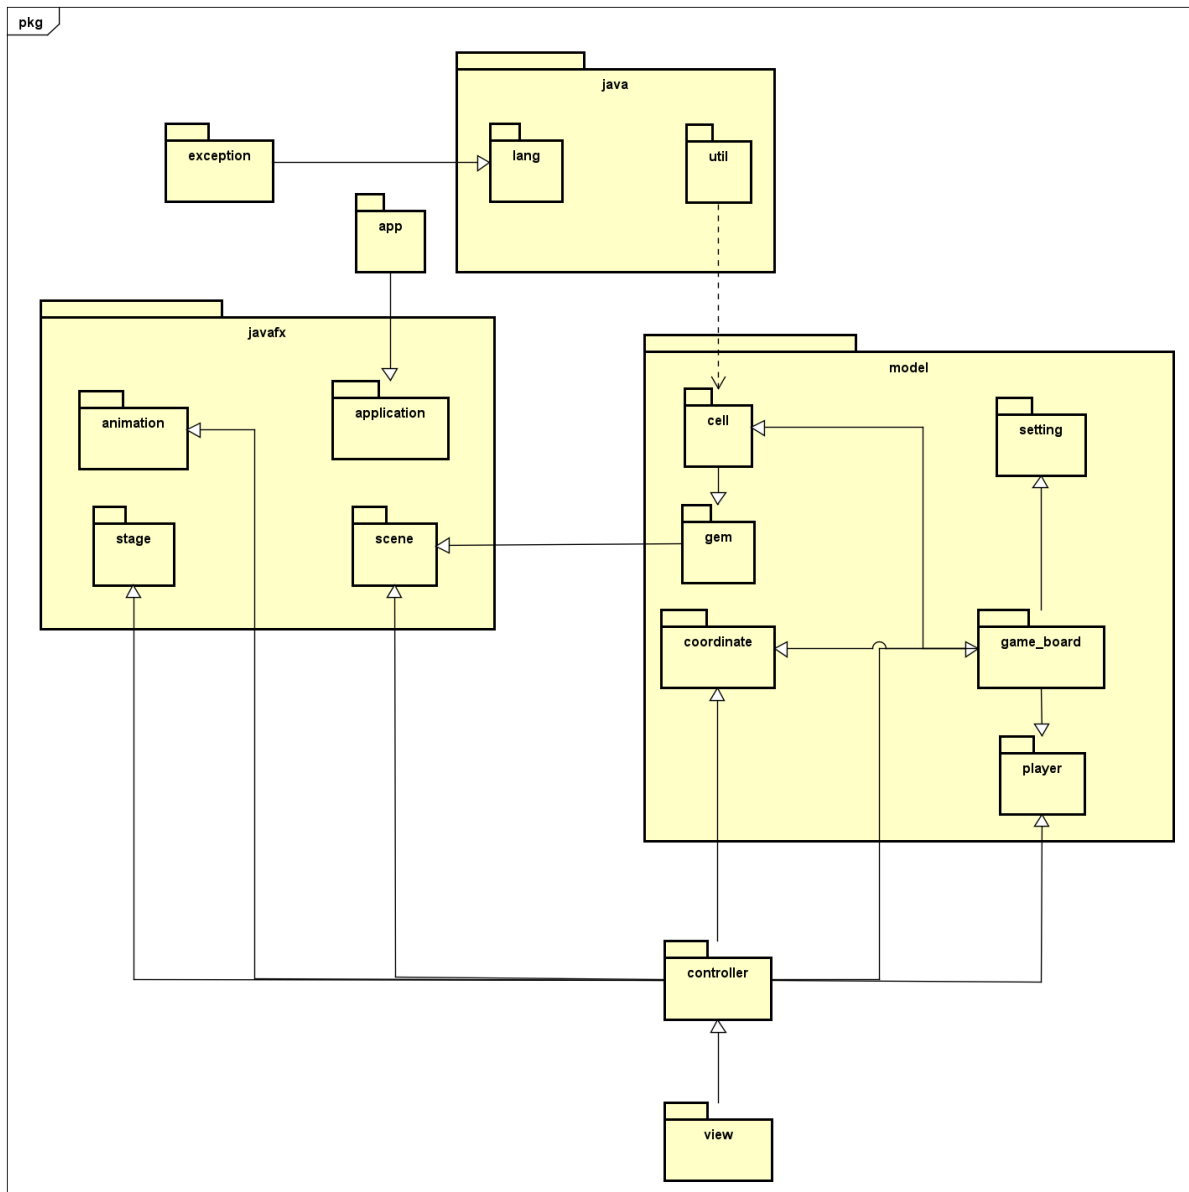 pkg
java
exception
lang
util
app
javafx
model
animation
application
cell
setting
stage
scene
gem
coordinate
game_board
player
controller
view